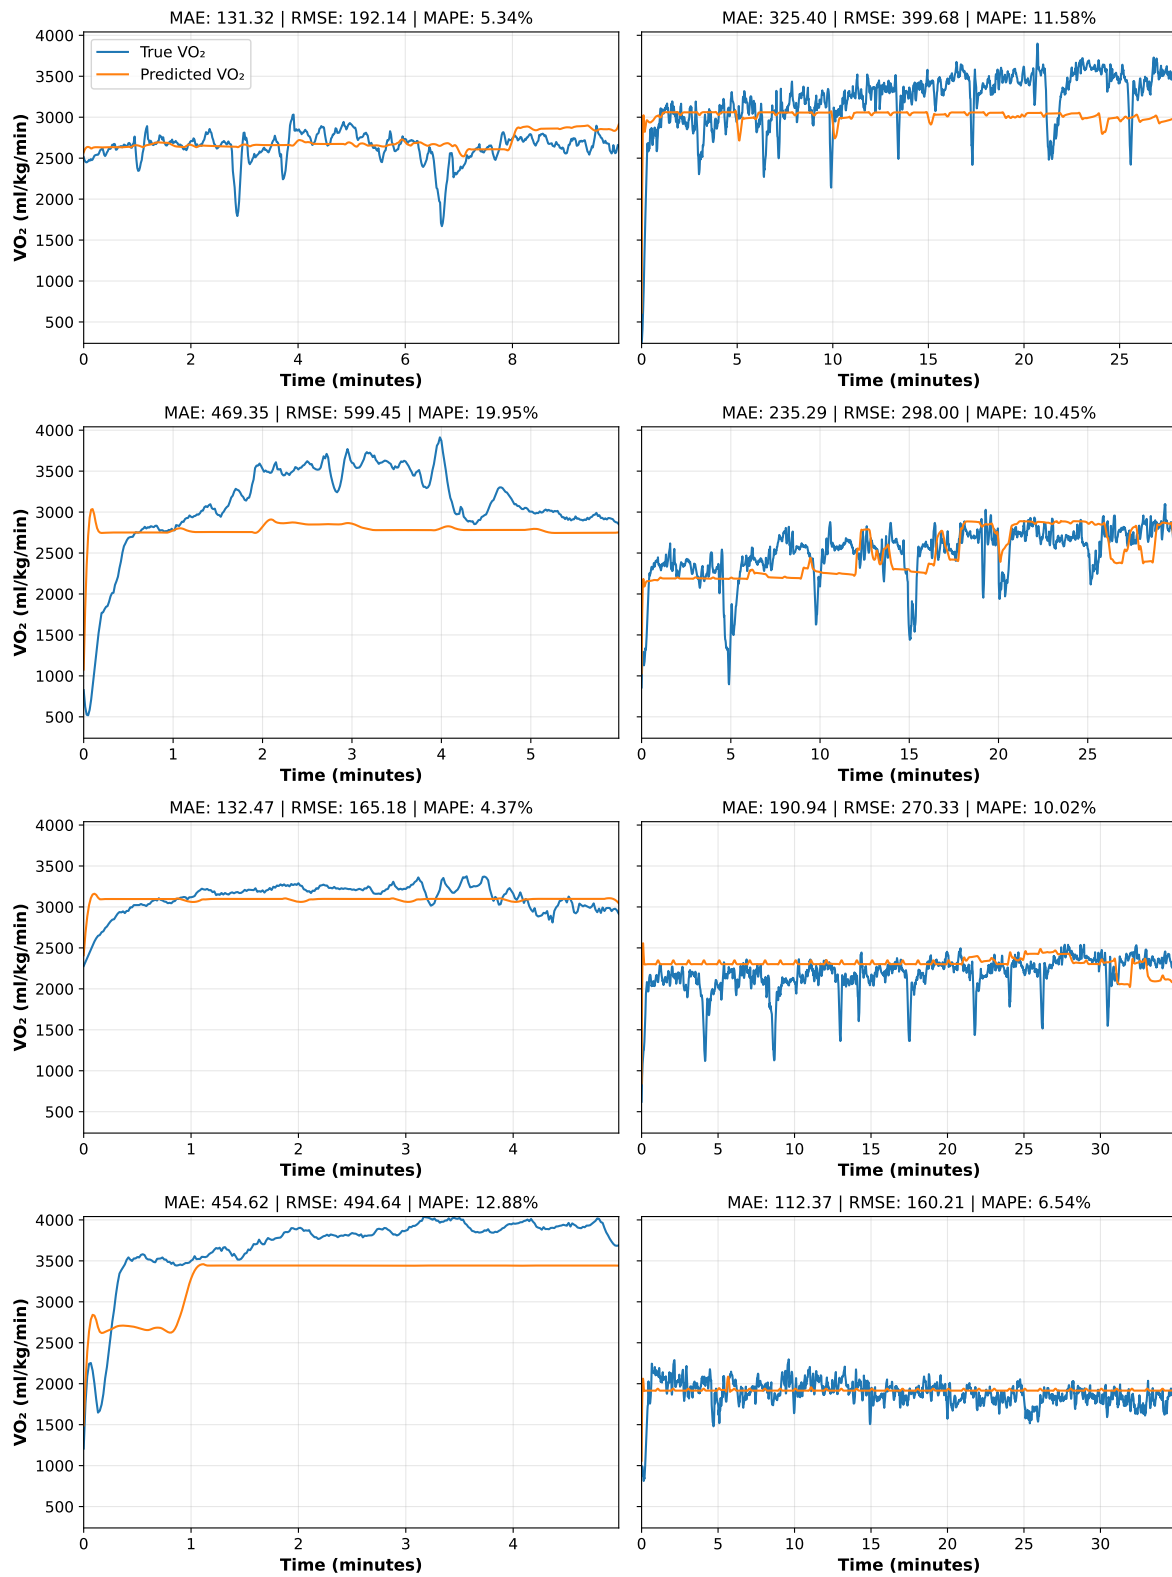 MAE: 131.32 | RMSE: 192.14 | MAPE: 5.34%
4000
3500
3000
2500
2000
1500
1000
500
VO₂ (ml/kg/min)
True VO₂
Predicted VO₂
0 2 4 6 8
Time (minutes)
MAE: 325.40 | RMSE: 399.68 | MAPE: 11.58%
0 5 10 15 20 25
Time (minutes)
MAE: 469.35 | RMSE: 599.45 | MAPE: 19.95%
4000
3500
3000
2500
2000
1500
1000
500
VO₂ (ml/kg/min)
0 1 2 3 4 5
Time (minutes)
MAE: 235.29 | RMSE: 298.00 | MAPE: 10.45%
0 5 10 15 20 25
Time (minutes)
MAE: 132.47 | RMSE: 165.18 | MAPE: 4.37%
4000
3500
3000
2500
2000
1500
1000
500
VO₂ (ml/kg/min)
0 1 2 3 4
Time (minutes)
MAE: 190.94 | RMSE: 270.33 | MAPE: 10.02%
0 5 10 15 20 25 30
Time (minutes)
MAE: 454.62 | RMSE: 494.64 | MAPE: 12.88%
4000
3500
3000
2500
2000
1500
1000
500
VO₂ (ml/kg/min)
0 1 2 3 4
Time (minutes)
MAE: 112.37 | RMSE: 160.21 | MAPE: 6.54%
0 5 10 15 20 25 30
Time (minutes)